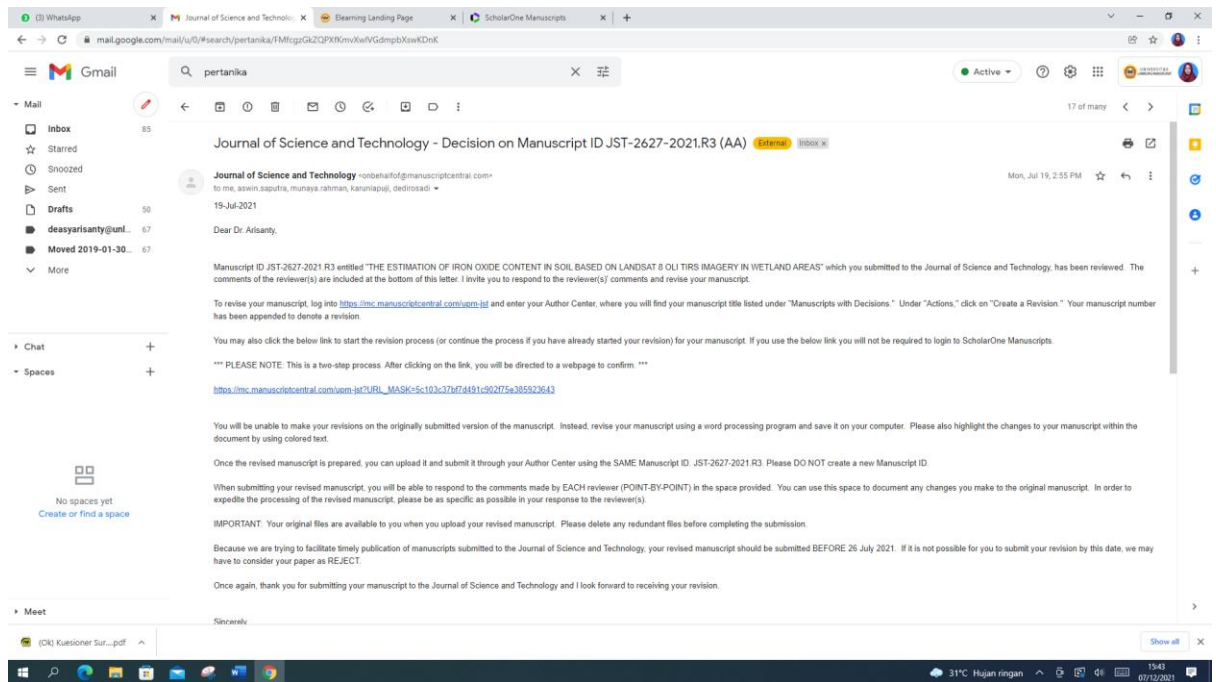 (3) WhatsApp
Journal of Science and Technolo
Elearning Landing Page
ScholarOne Manuscripts
mail.google.com/mail/u/0/#search/pertanika/FMfcgzGkZQPXfKmvXwlVGdmpbXswKDnK
Gmail
pertanika
Active
Mail
17 of many
Inbox 85
Starred
Snoozed
Sent
Drafts 50
deasyarisanty@unl... 67
Moved 2019-01-30... 67
More
Journal of Science and Technology - Decision on Manuscript ID JST-2627-2021.R3 (AA) External Inbox x
Journal of Science and Technology <onbehalfof@manuscriptcentral.com>
Mon, Jul 19, 2:55 PM
to me, aswin.saputra, munaya.rahman, karuniapuji, dedirosadi
19-Jul-2021
Dear Dr. Arisanty,
Manuscript ID JST-2627-2021.R3 entitled "THE ESTIMATION OF IRON OXIDE CONTENT IN SOIL BASED ON LANDSAT 8 OLI TIRS IMAGERY IN WETLAND AREAS" which you submitted to the Journal of Science and Technology, has been reviewed. The
comments of the reviewer(s) are included at the bottom of this letter. I invite you to respond to the reviewer(s)' comments and revise your manuscript.
To revise your manuscript, log into https://mc.manuscriptcentral.com/upm-jst and enter your Author Center, where you will find your manuscript title listed under "Manuscripts with Decisions." Under "Actions," click on "Create a Revision." Your manuscript number
has been appended to denote a revision.
You may also click the below link to start the revision process (or continue the process if you have already started your revision) for your manuscript. If you use the below link you will not be required to login to ScholarOne Manuscripts.
*** PLEASE NOTE: This is a two-step process. After clicking on the link, you will be directed to a webpage to confirm. ***
https://mc.manuscriptcentral.com/upm-jst?URL_MASK=5c103c37bf7d491c902f75e385923643
You will be unable to make your revisions on the originally submitted version of the manuscript. Instead, revise your manuscript using a word processing program and save it on your computer. Please also highlight the changes to your manuscript within the
document by using colored text.
Once the revised manuscript is prepared, you can upload it and submit it through your Author Center using the SAME Manuscript ID. JST-2627-2021.R3. Please DO NOT create a new Manuscript ID.
When submitting your revised manuscript, you will be able to respond to the comments made by EACH reviewer (POINT-BY-POINT) in the space provided. You can use this space to document any changes you make to the original manuscript. In order to
expedite the processing of the revised manuscript, please be as specific as possible in your response to the reviewer(s).
IMPORTANT: Your original files are available to you when you upload your revised manuscript. Please delete any redundant files before completing the submission.
Because we are trying to facilitate timely publication of manuscripts submitted to the Journal of Science and Technology, your revised manuscript should be submitted BEFORE 26 July 2021. If it is not possible for you to submit your revision by this date, we may
have to consider your paper as REJECT.
Once again, thank you for submitting your manuscript to the Journal of Science and Technology and I look forward to receiving your revision.
Sincerely
Chat
Spaces
No spaces yet
Create or find a space
Meet
(Ok) Kuesioner Sur....pdf
Show all
31°C Hujan ringan
15:43
07/12/2021